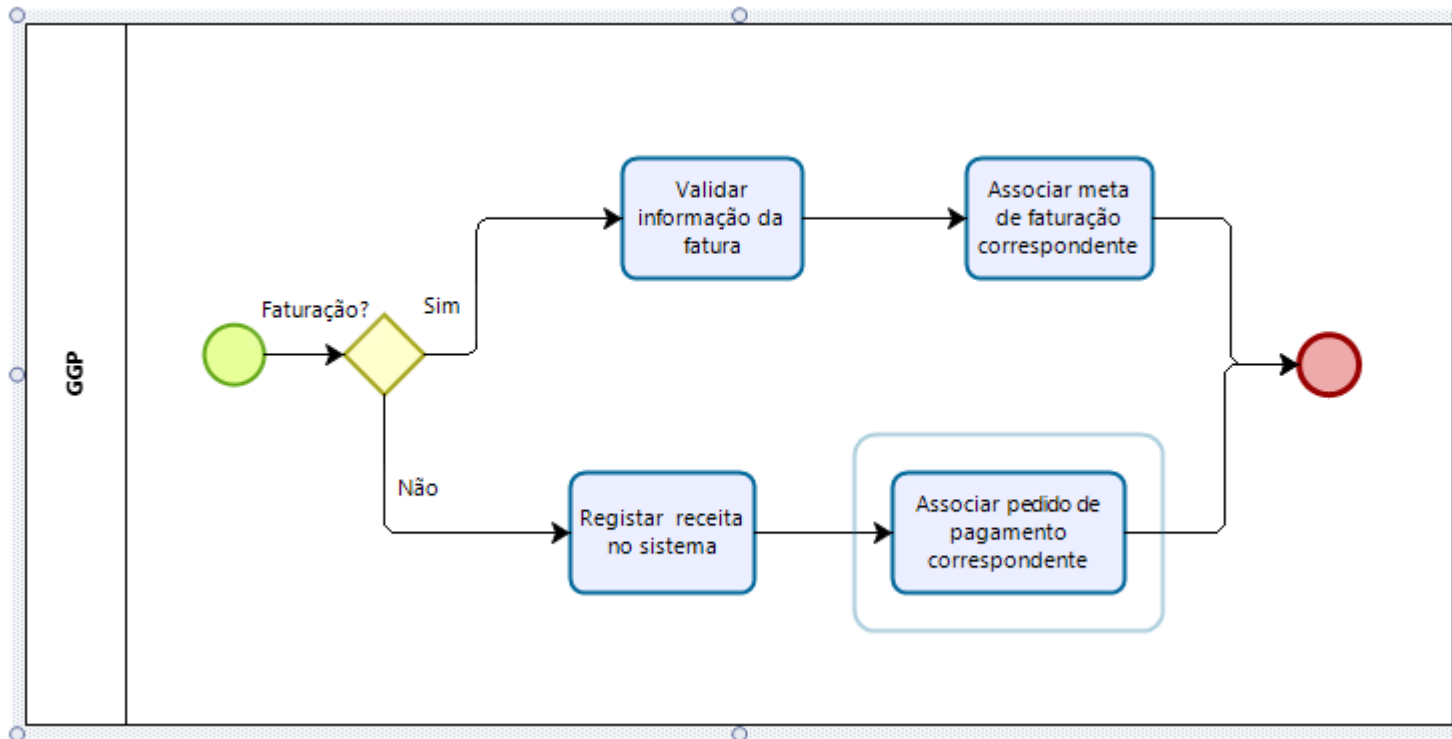 GGP
Faturação?
Sim
Validar
informação da
fatura
Associar meta
de faturação
correspondente
Não
Registar  receita
no sistema
Associar pedido de
pagamento
correspondente